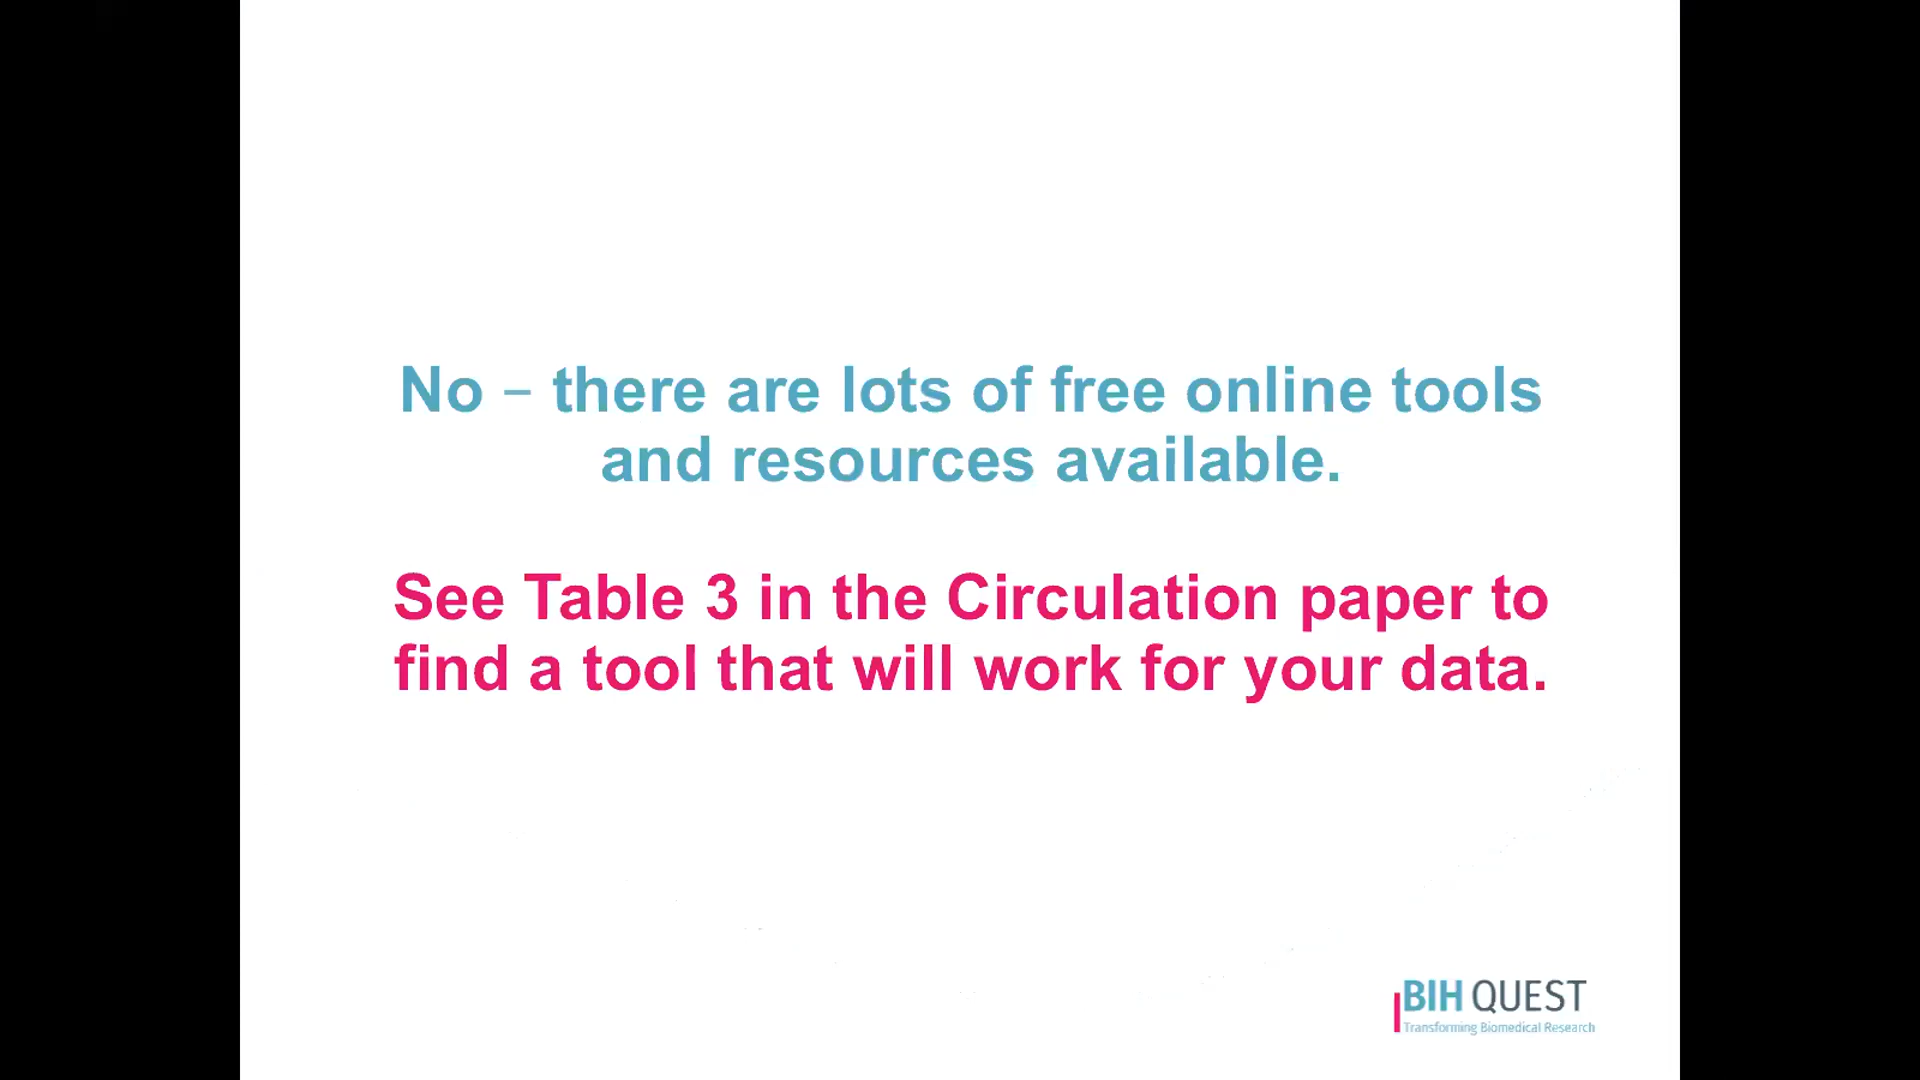 No – there are lots of free online tools
and resources available.
See Table 3 in the Circulation paper to
find a tool that will work for your data.
BIH QUEST
Transforming Biomedical Research